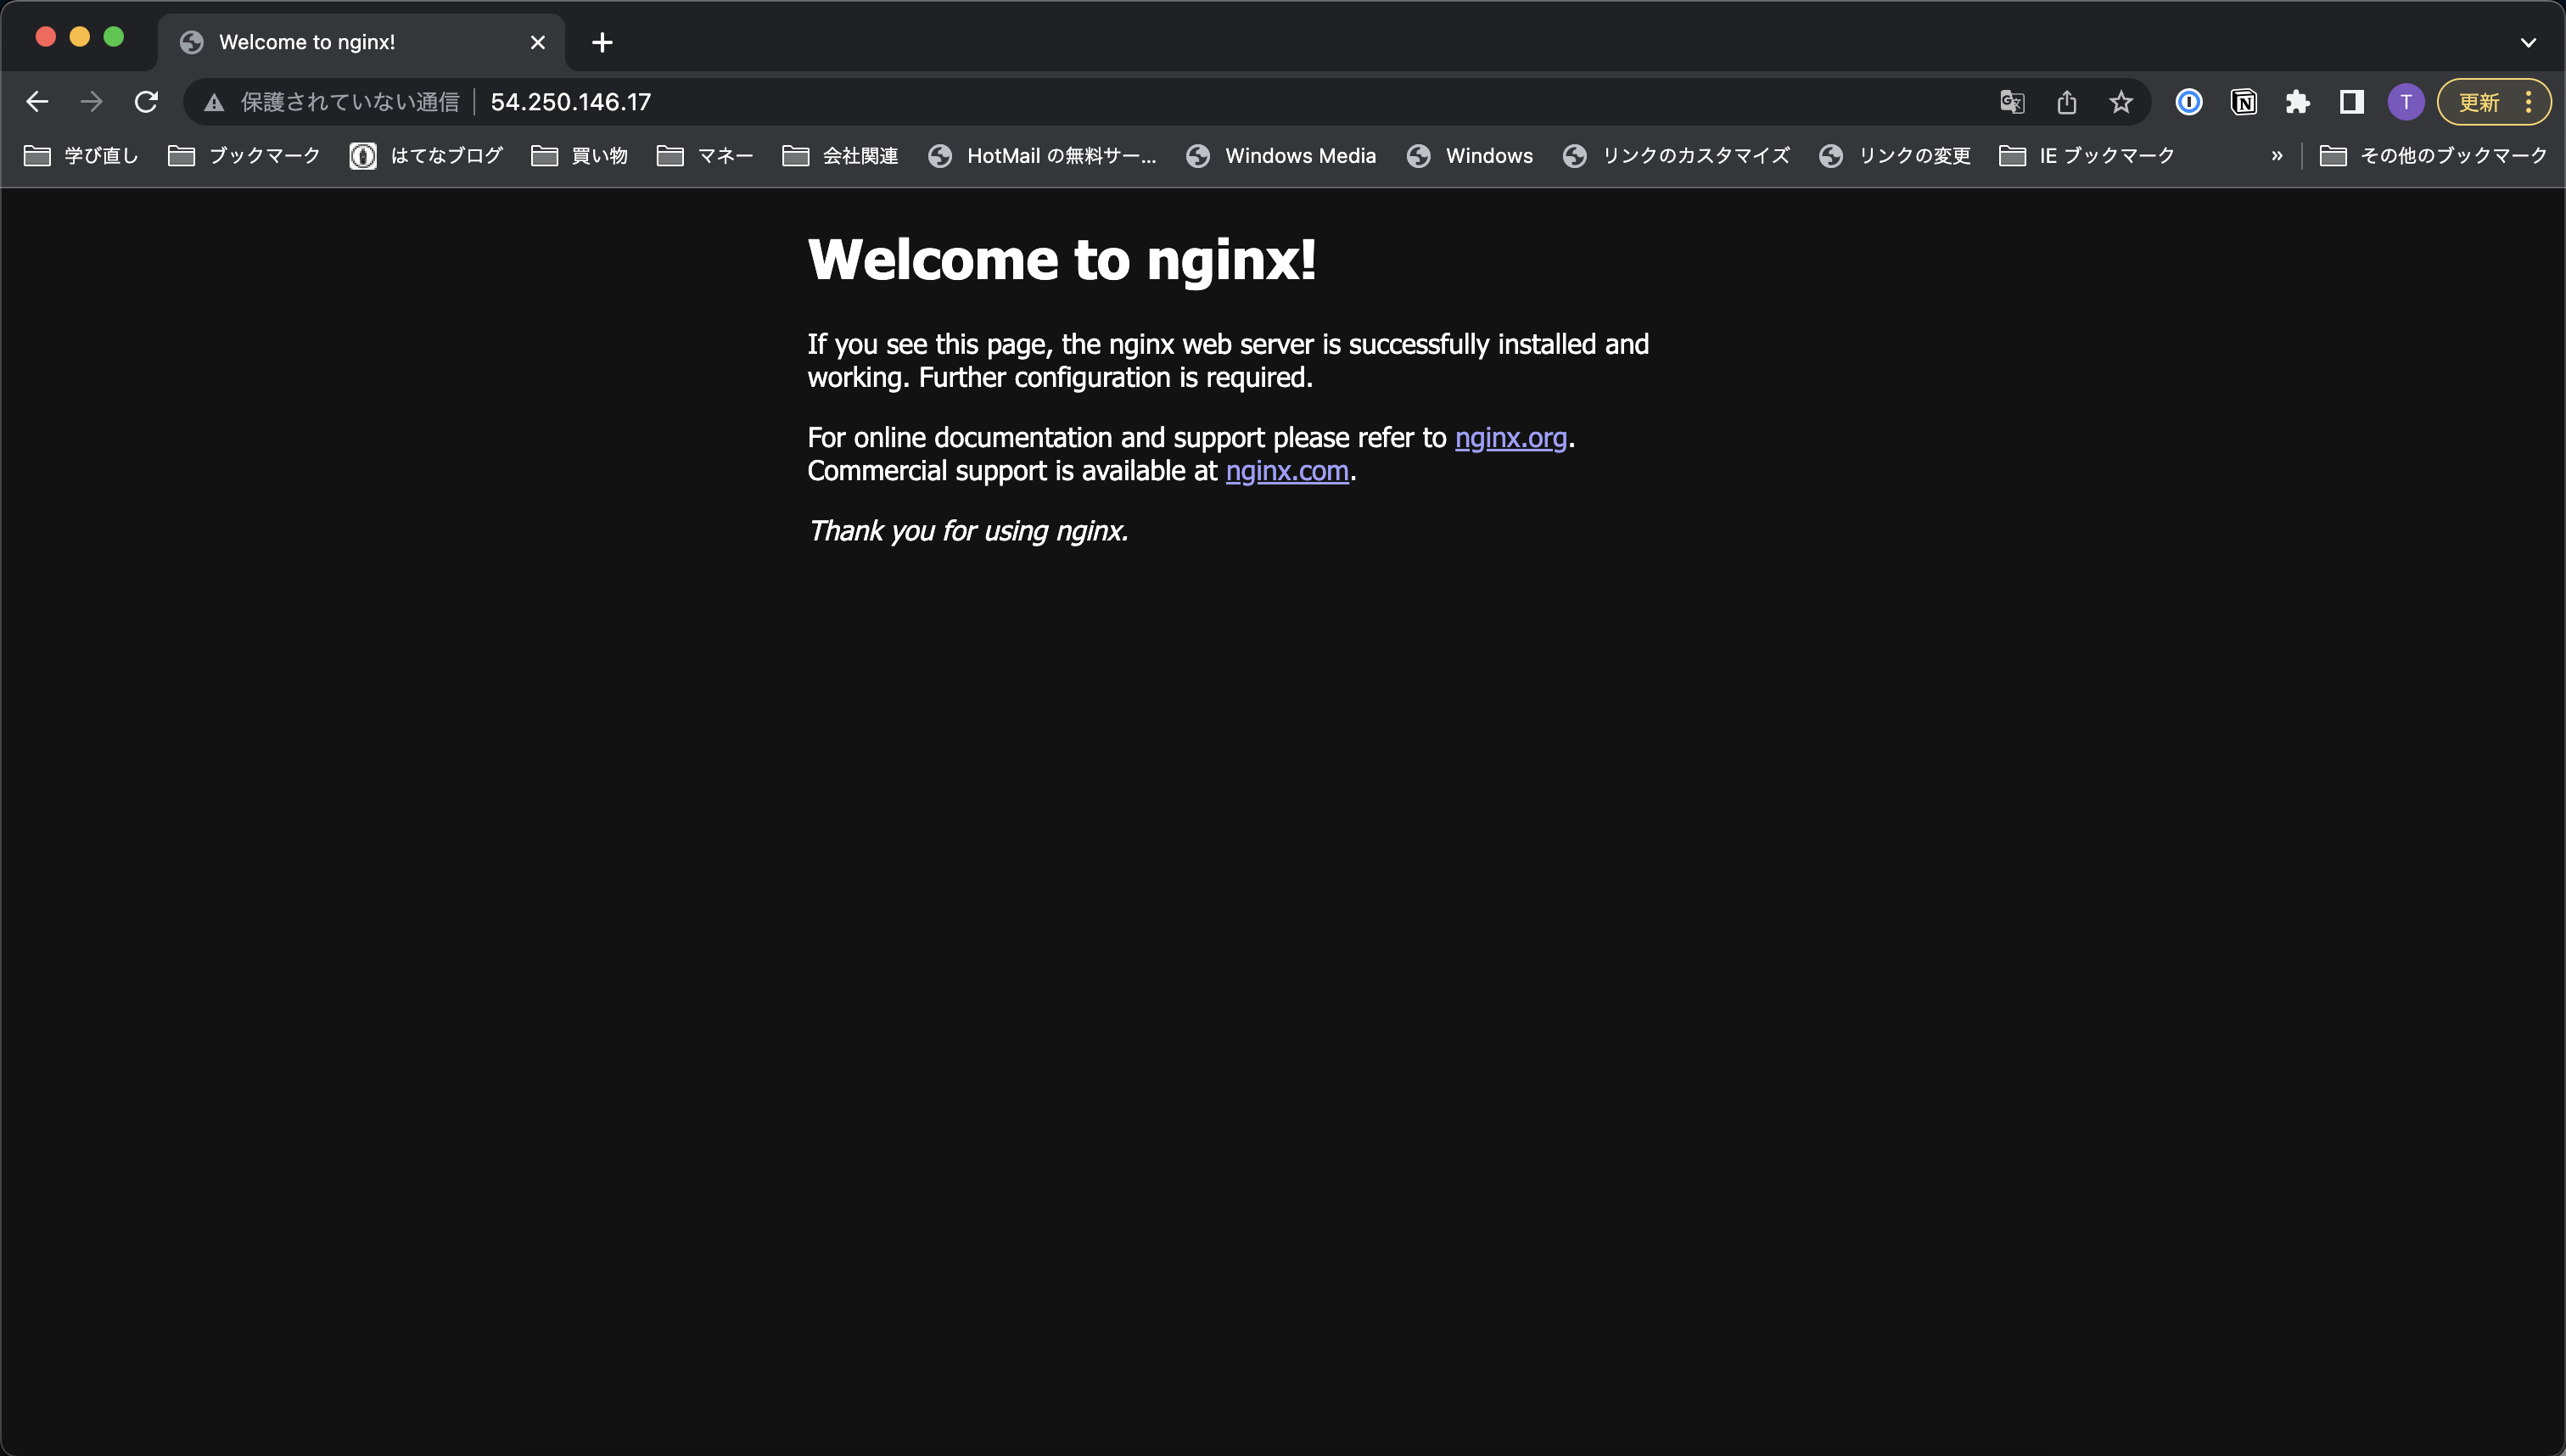 Welcome to nginx!
保護されていない通信 54.250.146.17
T
更新
学び直し ブックマーク はてなブログ 買い物 マネー 会社関連 HotMail の無料サー... Windows Media Windows リンクのカスタマイズ リンクの変更 IE ブックマーク » その他のブックマーク
Welcome to nginx!
If you see this page, the nginx web server is successfully installed and
working. Further configuration is required.
For online documentation and support please refer to nginx.org.
Commercial support is available at nginx.com.
Thank you for using nginx.